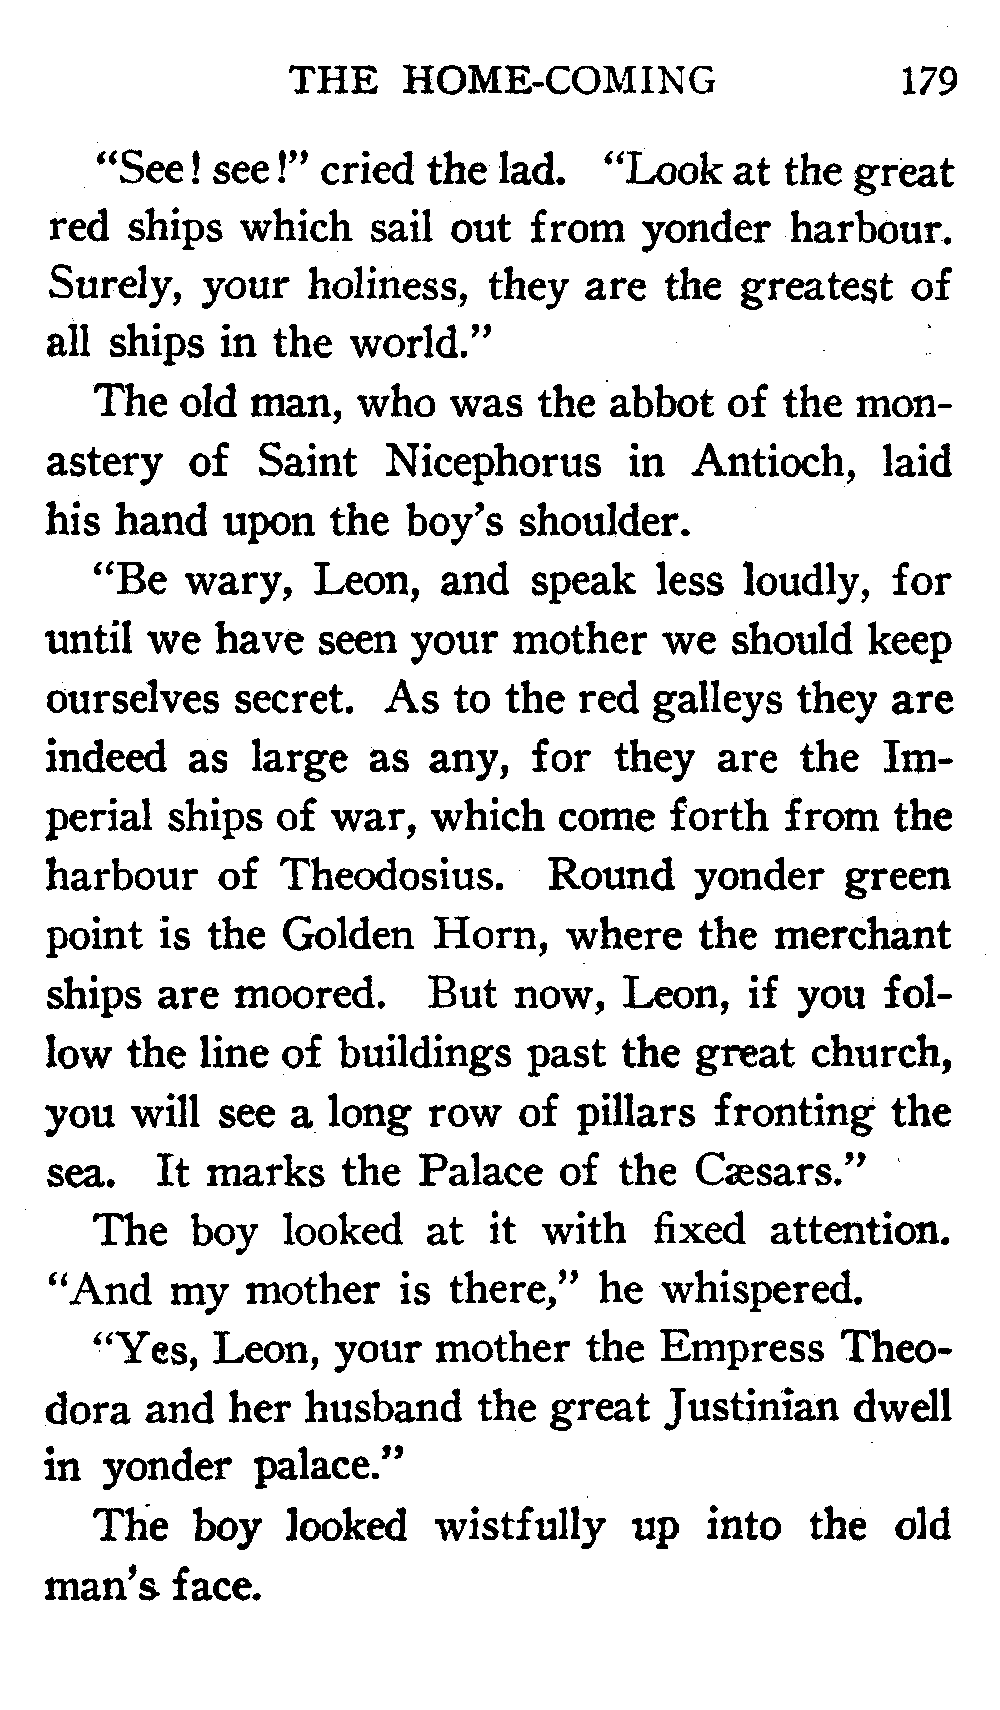 THE HOME-COMING 179
"See! see!" cried the lad. "Look at the great
red ships which sail out from yonder harbour.
Surely, your holiness, they are the greatest of
all ships in the world."
The old man, who was the abbot of the mon-
astery of Saint Nicephorus in Antioch, laid
his hand upon the boy's shoulder.
"Be wary, Leon, and speak less loudly, for
until we have seen your mother we should keep
ourselves secret. As to the red galleys they are
indeed as large as any, for they are the Im-
perial ships of war, which come forth from the
harbour of Theodosius. Round yonder green
point is the Golden Horn, where the merchant
ships are moored. But now, Leon, if you fol-
low the line of buildings past the great church,
you will see a long row of pillars fronting the
sea. It marks the Palace of the Cæsars."
The boy looked at it with fixed attention.
"And my mother is there," he whispered.
"Yes, Leon, your mother the Empress Theo-
dora and her husband the great Justinian dwell
in yonder palace."
The boy looked wistfully up into the old
man's face.